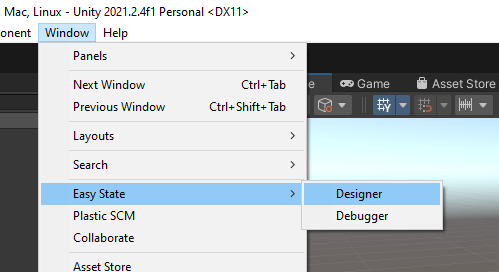 Mac, Linux - Unity 2021.2.4f1 Personal <DX11>
onent Window Help
Panels
Next Window Ctrl+Tab
Previous Window Ctrl+Shift+Tab
Layouts
Search
Easy State
Plastic SCM
Collaborate
Asset Store
Designer
Debugger
e Game Asset Store